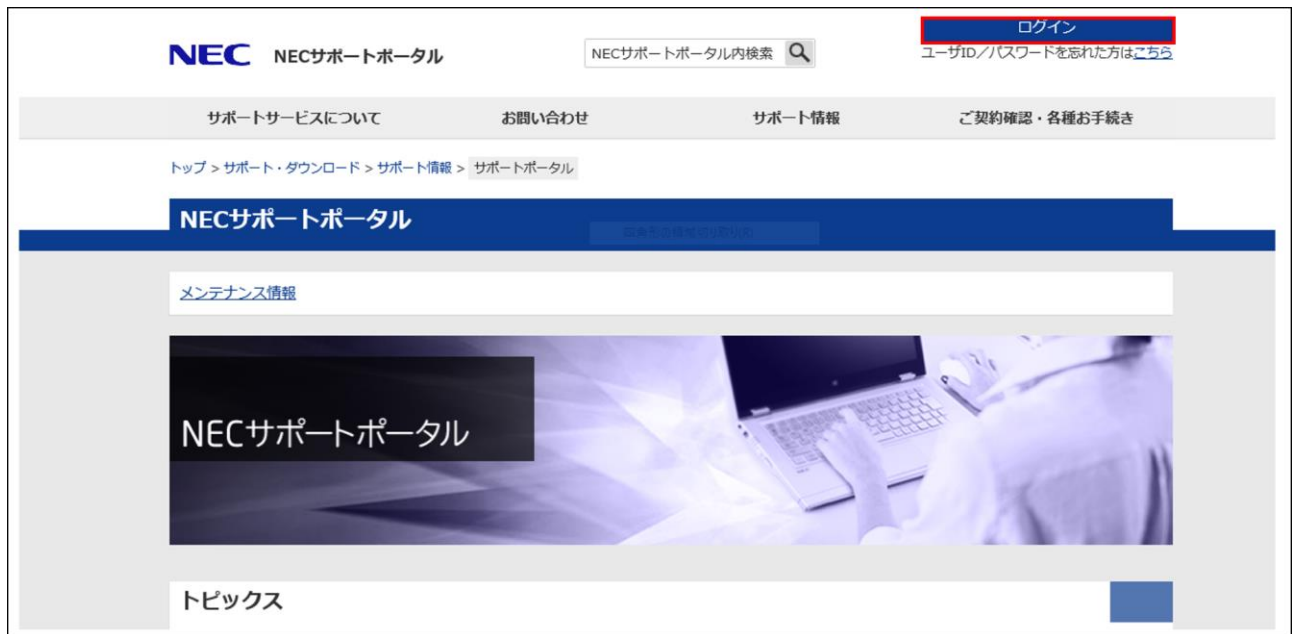 ログイン
NEC NECサポートポータル
NECサポートポータル内検索
ユーザID／パスワードを忘れた方はこちら
サポートサービスについて お問い合わせ サポート情報 ご契約確認・各種お手続き
トップ > サポート・ダウンロード > サポート情報 > サポートポータル
NECサポートポータル
メンテナンス情報
NECサポートポータル
トピックス